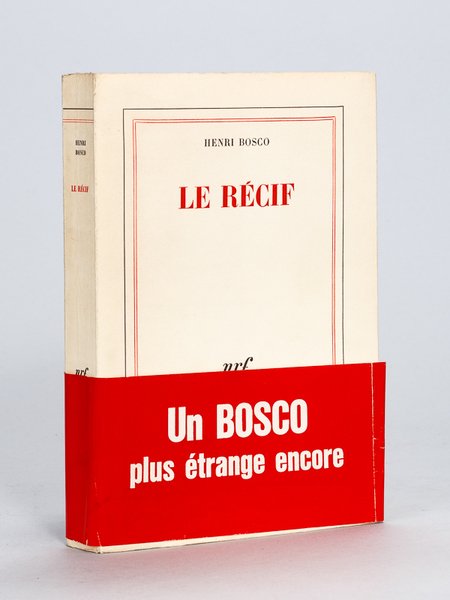 HENRI
BOSCO
LE RÉCIF
nrf
HENRI BOSCO
LE RÉCIF
nrf
Un BOSCO
plus étrange encore